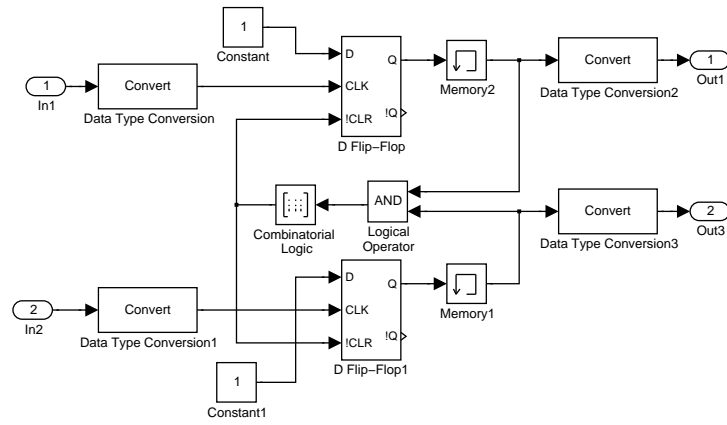 1
Constant
D
Q
CLK
!CLR
!Q
D Flip−Flop
Memory2
Convert
Data Type Conversion2
1
Out1
1
In1
Convert
Data Type Conversion
Combinatorial
Logic
AND
Logical
Operator
Convert
Data Type Conversion3
2
Out3
D
Q
CLK
!CLR
!Q
D Flip−Flop1
Memory1
2
In2
Convert
Data Type Conversion1
1
Constant1